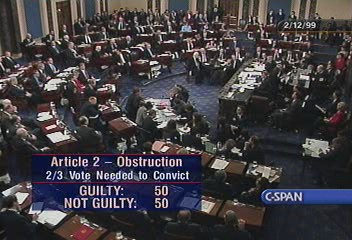 2/12/99
Article 2 – Obstruction
2/3 Vote Needed to Convict
GUILTY: 50
NOT GUILTY: 50
C-SPAN